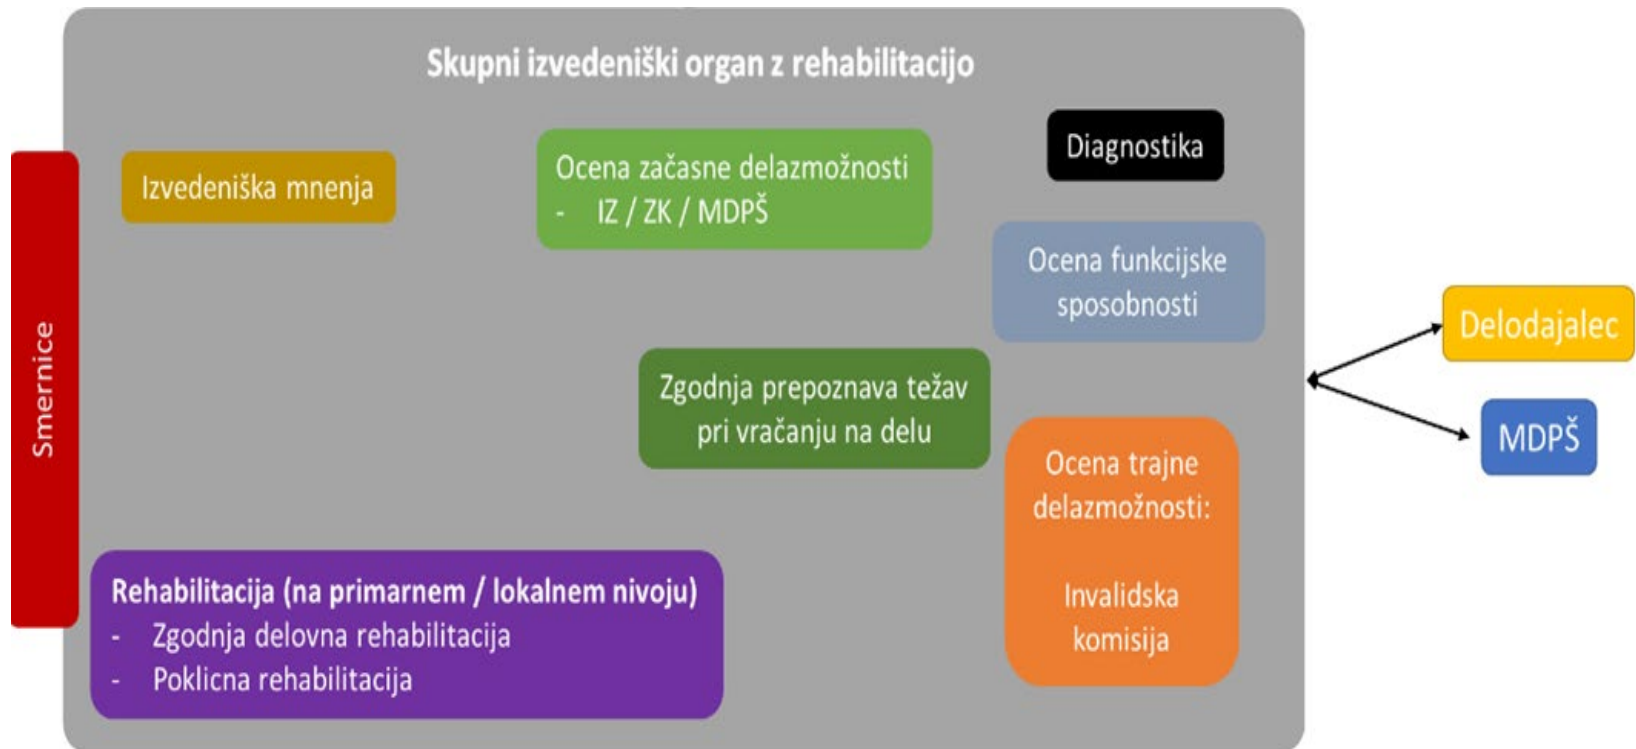 Skupni izvedeniški organ z rehabilitacijo
Smernice
Izvedeniška mnenja
Ocena začasne delazmožnosti
- IZ / ZK / MDPŠ
Diagnostika
Ocena funkcijske
sposobnosti
Zgodnja prepoznava težav
pri vračanju na delu
Ocena trajne
delazmožnosti:
Invalidska
komisija
Rehabilitacija (na primarnem / lokalnem nivoju)
- Zgodnja delovna rehabilitacija
- Poklicna rehabilitacija
Delodajalec
MDPŠ